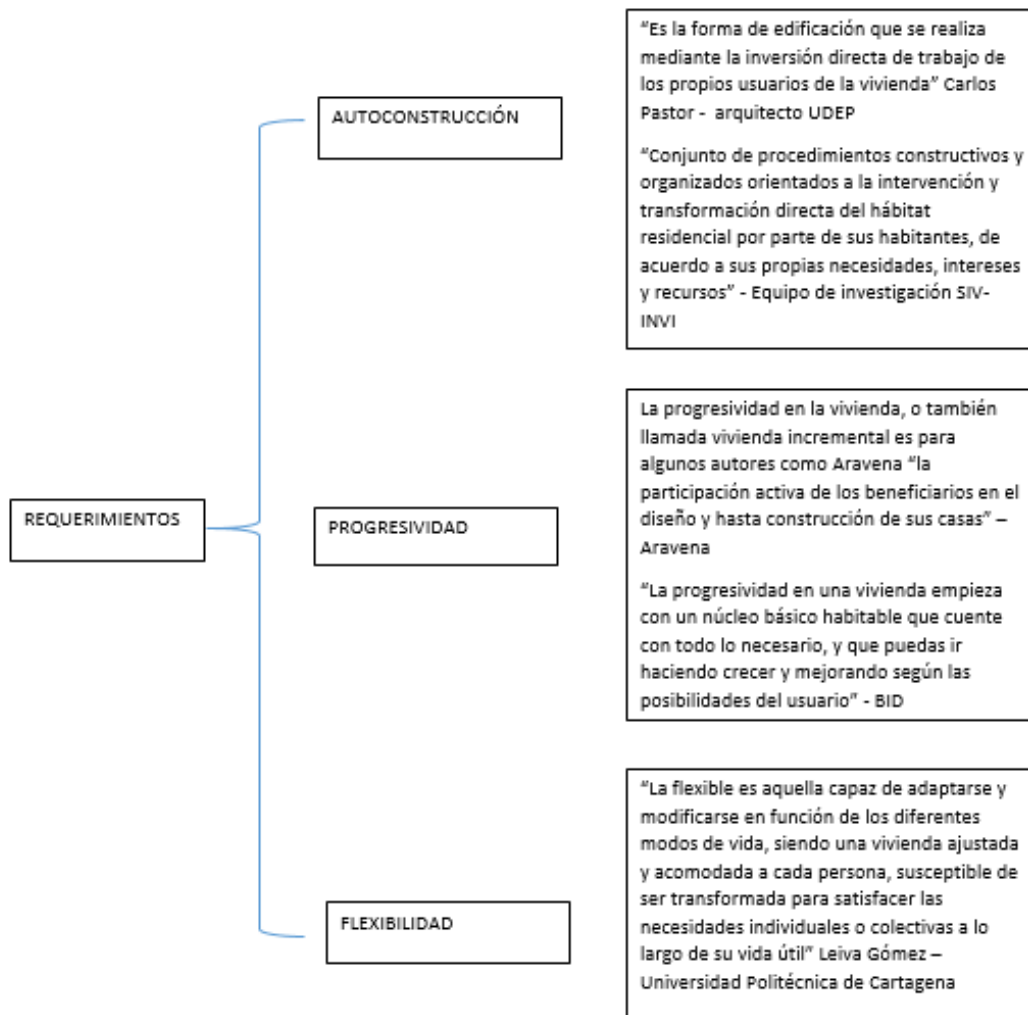 "Es la forma de edificación que se realiza
mediante la inversión directa de trabajo de
los propios usuarios de la vivienda" Carlos
Pastor - arquitecto UDEP
AUTOCONSTRUCCIÓN
"Conjunto de procedimientos constructivos y
organizados orientados a la intervención y
transformación directa del hábitat
residencial por parte de sus habitantes, de
acuerdo a sus propias necesidades, intereses
y recursos" - Equipo de investigación SIV-
INVI
La progresividad en la vivienda, o también
llamada vivienda incremental es para
algunos autores como Aravena "la
participación activa de los beneficiarios en el
diseño y hasta construcción de sus casas" –
Aravena
REQUERIMIENTOS
PROGRESIVIDAD
"La progresividad en una vivienda empieza
con un núcleo básico habitable que cuente
con todo lo necesario, y que puedas ir
haciendo crecer y mejorando según las
posibilidades del usuario" - BID
"La flexible es aquella capaz de adaptarse y
modificarse en función de los diferentes
modos de vida, siendo una vivienda ajustada
y acomodada a cada persona, susceptible de
ser transformada para satisfacer las
necesidades individuales o colectivas a lo
largo de su vida útil" Leiva Gómez –
Universidad Politécnica de Cartagena
FLEXIBILIDAD